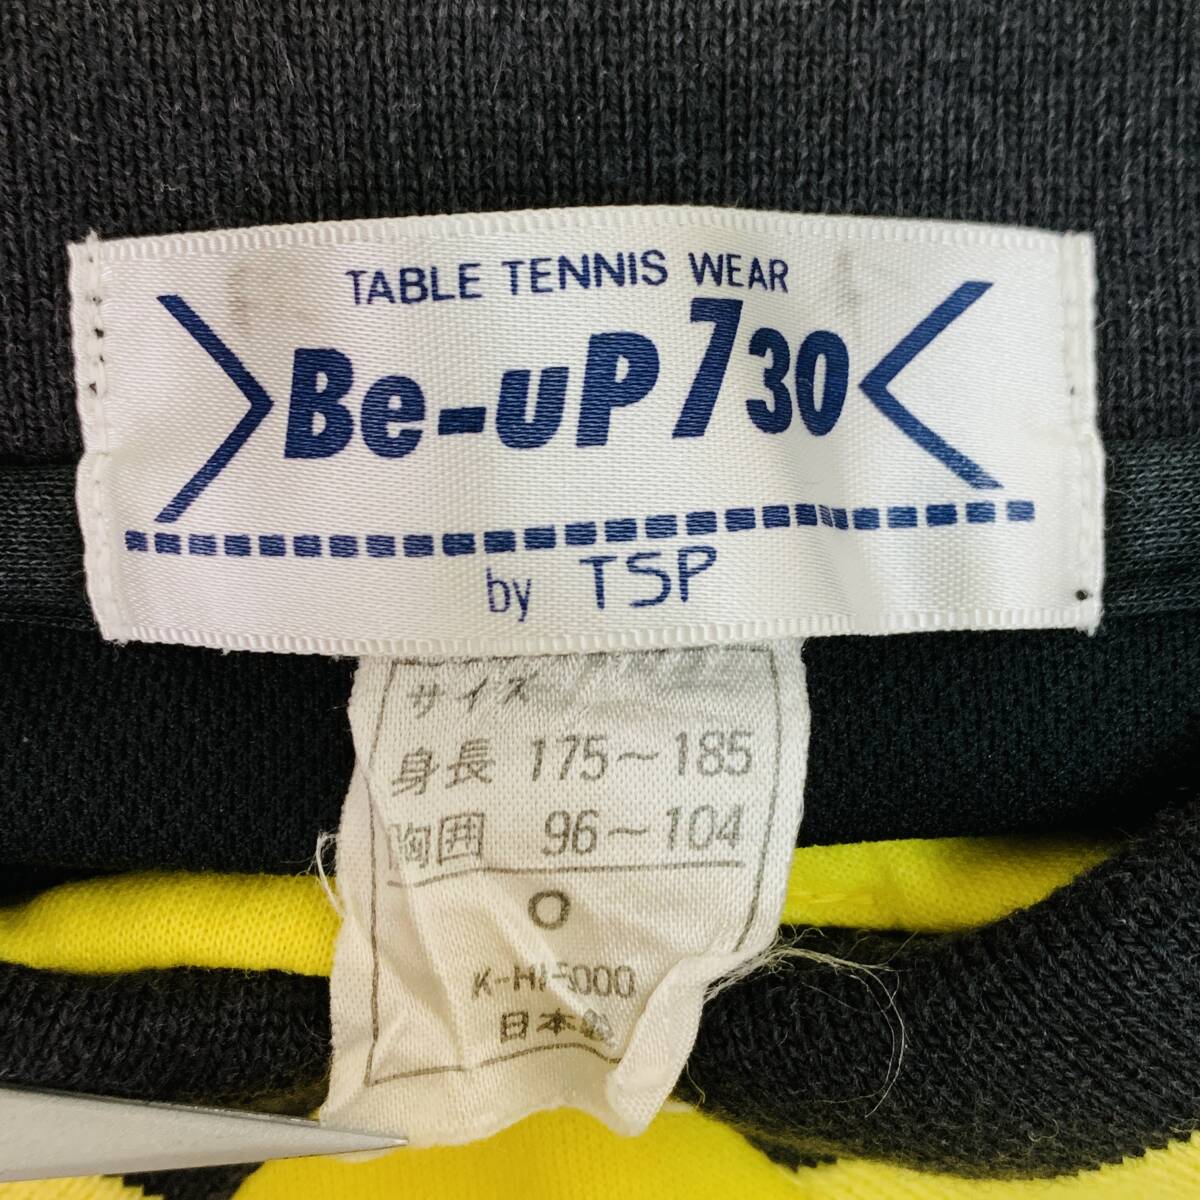 TABLE TENNIS WEAR
Be-uP 730
by TSP
サイズ
身長 175～185
胸囲 96～104
O
日本製